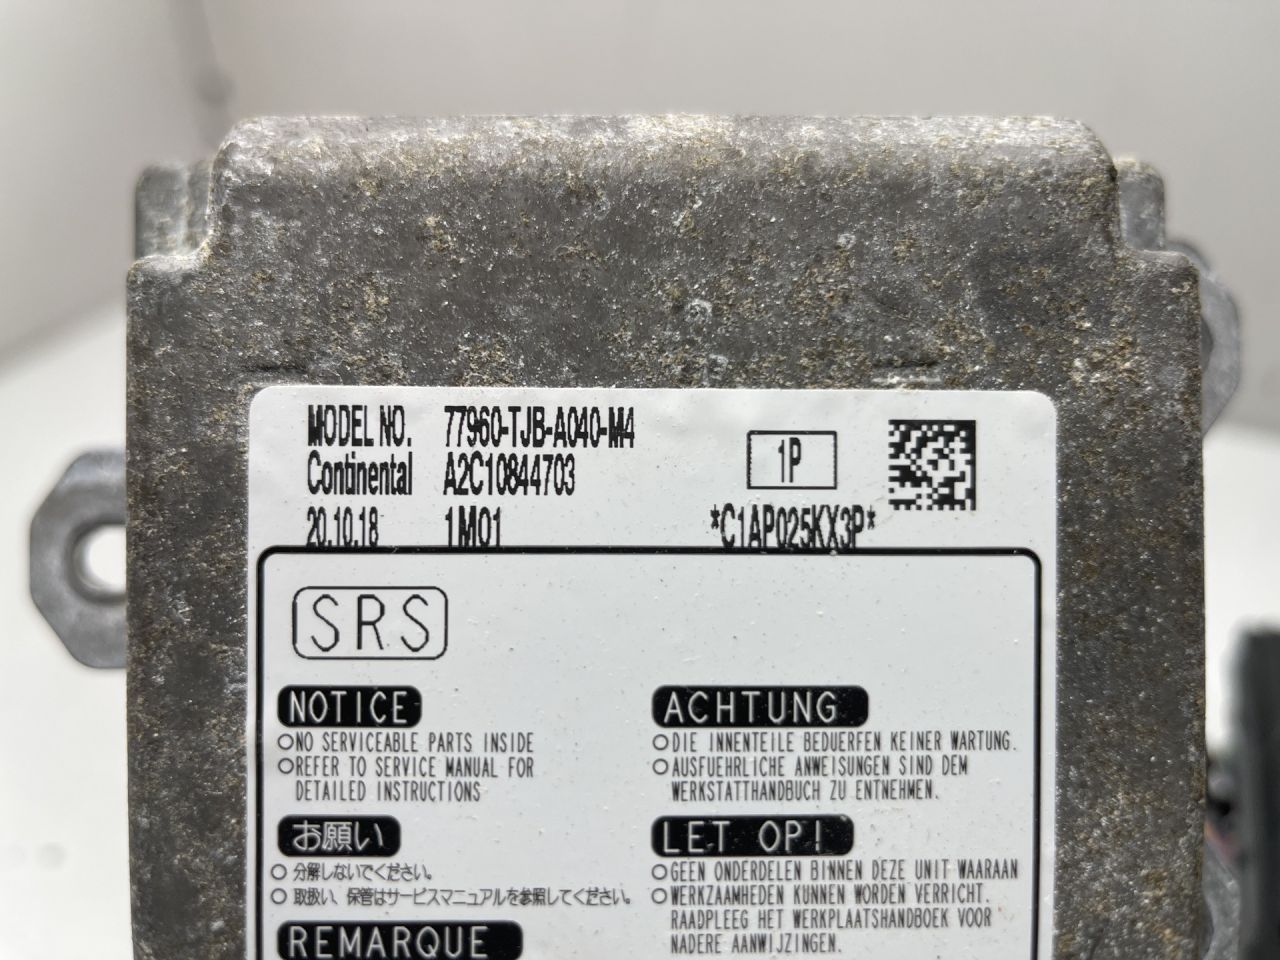 MODEL NO. 77960-TJB-A040-M4
Continental A2C10844703
20.10.18 1M01
1P
*C1AP025KX3P*
SRS
NOTICE
○NO SERVICEABLE PARTS INSIDE
○REFER TO SERVICE MANUAL FOR
DETAILED INSTRUCTIONS
お願い
○分解しないでください。
○取扱い、保管はサービスマニュアルを参照してください。
REMARQUE
ACHTUNG
○DIE INNENTEILE BEDUERFEN KEINER WARTUNG.
○AUSFUEHRLICHE ANWEISUNGEN SIND DEM
WERKSTATTHANDBUCH ZU ENTNEHMEN.
LET OP!
○GEEN ONDERDELEN BINNEN DEZE UNIT WAARAAN
○WERKZAAMHEDEN KUNNEN WORDEN VERRICHT.
RAADPLEEG HET WERKPLAATSHANDBOEK VOOR
NADERE AANWIJZINGEN.